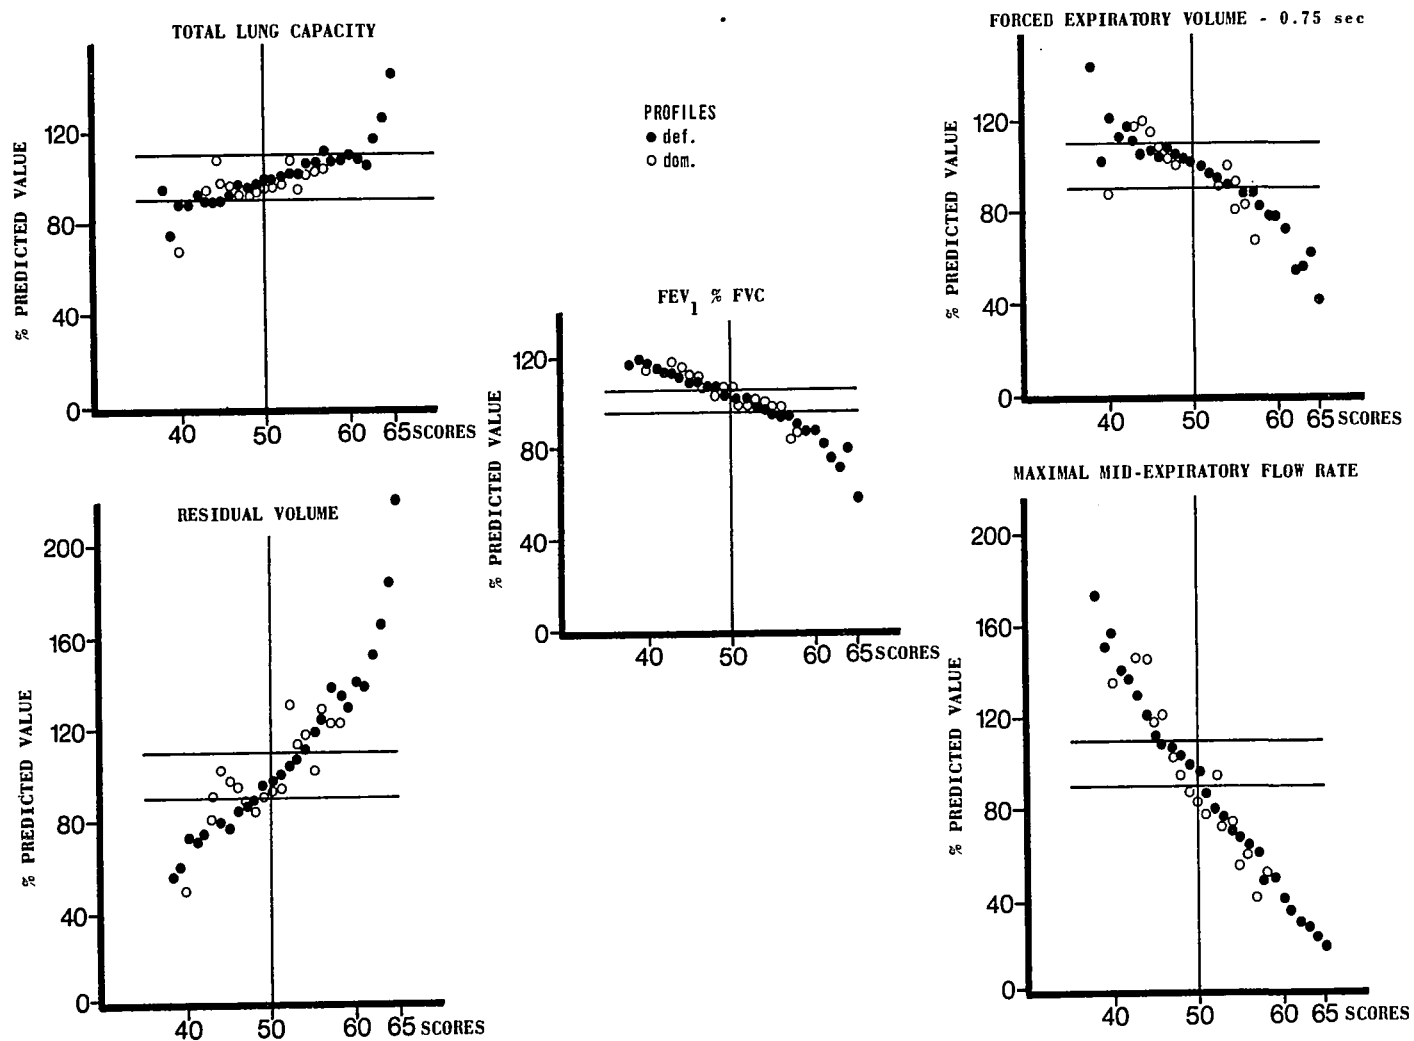 TOTAL LUNG CAPACITY
% PREDICTED VALUE
120
80
40
0
40 50 60 65 SCORES
PROFILES
● def.
○ dom.
FORCED EXPIRATORY VOLUME - 0.75 sec
% PREDICTED VALUE
120
80
40
0
40 50 60 65 SCORES
FEV1 % FVC
% PREDICTED VALUE
120
80
40
0
40 50 60 65 SCORES
RESIDUAL VOLUME
% PREDICTED VALUE
200
160
120
80
40
0
40 50 60 65 SCORES
MAXIMAL MID-EXPIRATORY FLOW RATE
% PREDICTED VALUE
200
160
120
80
40
0
40 50 60 65 SCORES